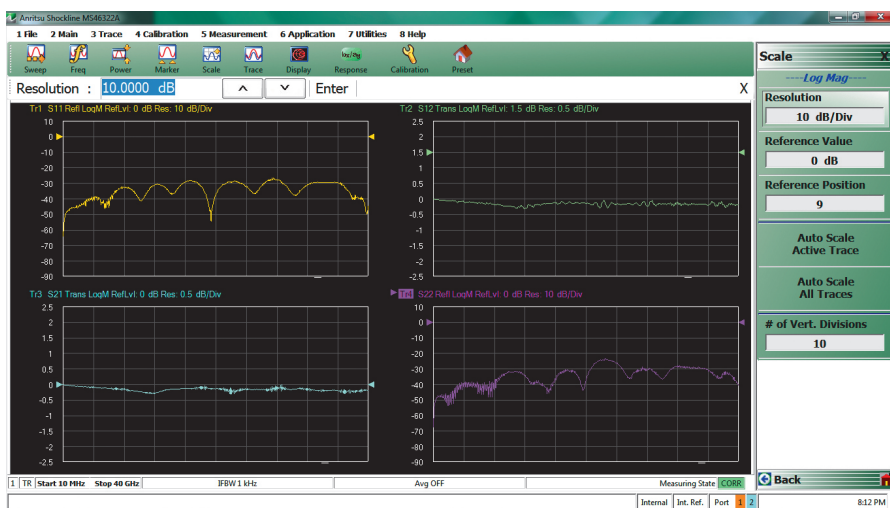 Anritsu Shockline MS46322A
1 File 2 Main 3 Trace 4 Calibration 5 Measurement 6 Application 7 Utilities 8 Help
Sweep Freq Power Marker Scale Trace Display Response Calibration Preset
Resolution : 10.0000 dB Enter X
Tr1 S11 Refl LogM RefLvl: 0 dB Res: 10 dB/Div
10
0
-10
-20
-30
-40
-50
-60
-70
-80
-90
Tr2 S12 Trans LogM RefLvl: 1.5 dB Res: 0.5 dB/Div
2.5
2
1.5
1
0.5
0
-0.5
-1
-1.5
-2
-2.5
Tr3 S21 Trans LogM RefLvl: 0 dB Res: 0.5 dB/Div
2.5
2
1.5
1
0.5
0
-0.5
-1
-1.5
-2
-2.5
Tr4 S22 Refl LogM RefLvl: 0 dB Res: 10 dB/Div
10
0
-10
-20
-30
-40
-50
-60
-70
-80
-90
1 TR Start 10 MHz Stop 40 GHz IFBW 1 kHz Avg OFF Measuring State CORR
Internal Int. Ref. Port 1 2 8:12 PM
Scale X
----Log Mag----
Resolution
10 dB/Div
Reference Value
0 dB
Reference Position
9
Auto Scale
Active Trace
Auto Scale
All Traces
# of Vert. Divisions
10
Back